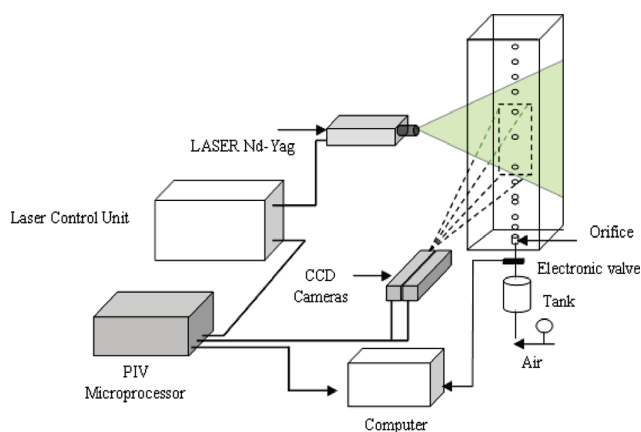 LASER Nd-Yag
Laser Control Unit
Orifice
CCD
Cameras
Electronic valve
Tank
Air
PIV
Microprocessor
Computer